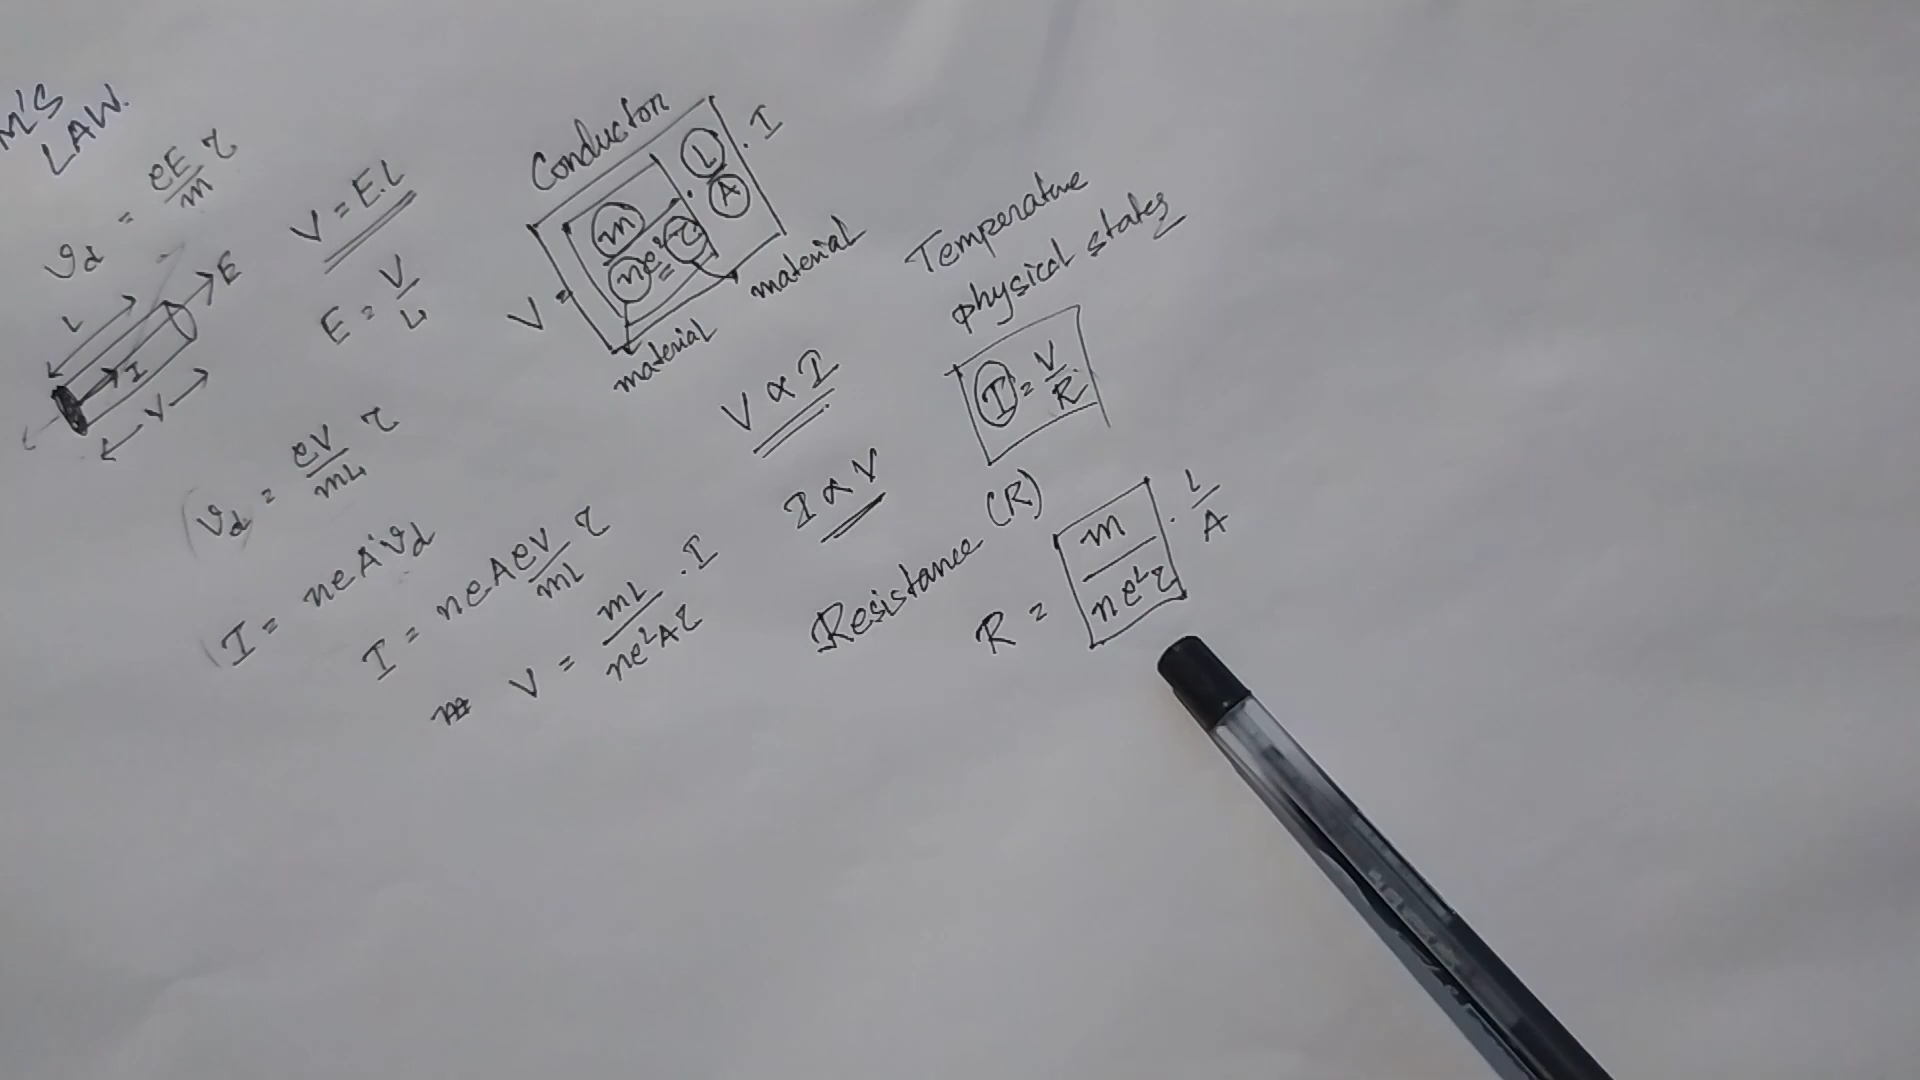 M'S
LAW.
vd = eE/m τ
L
E
I
V
V = E.L
E = V/L
vd = eV/mL τ
I = neAvd
I = neAeV/mL τ
V = mL/ne²Aτ . I
Conductor
V = m/ne²τ . L/A . I
material
material
V ∝ I
I ∝ V
Temperature
physical states
I = V/R
Resistance (R)
R = m/ne²τ . L/A